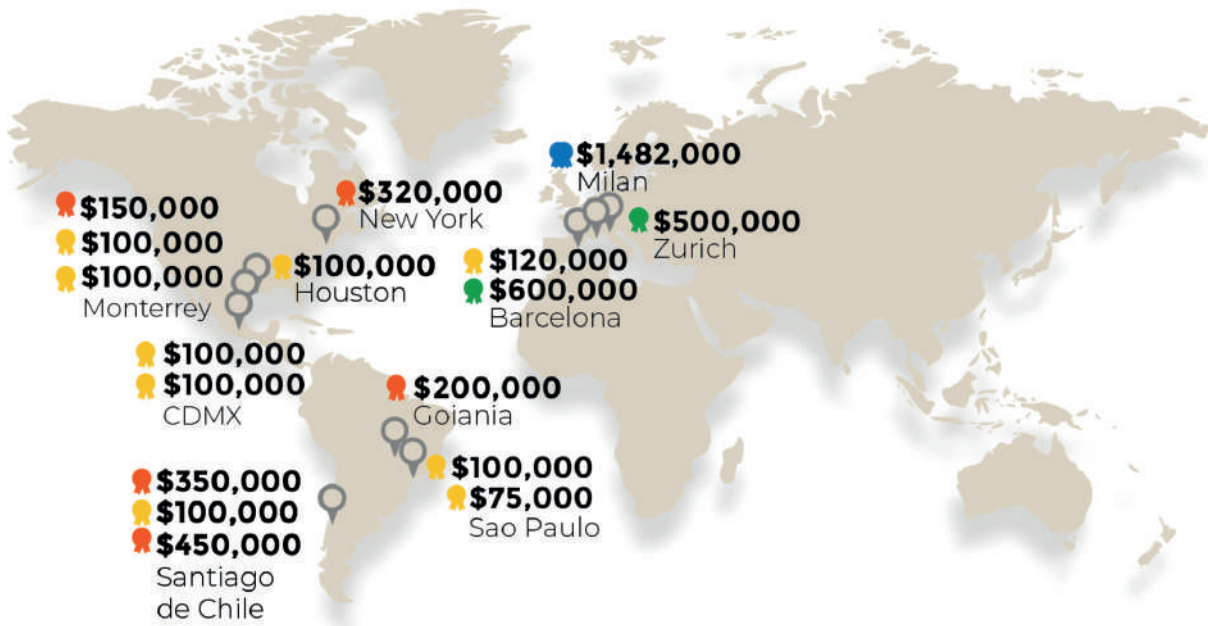 $1,482,000
Milan
$320,000
New York
$150,000
$100,000
$100,000
Monterrey
$500,000
Zurich
$100,000
Houston
$120,000
$600,000
Barcelona
$100,000
$100,000
CDMX
$200,000
Goiania
$100,000
$75,000
Sao Paulo
$350,000
$100,000
$450,000
Santiago
de Chile